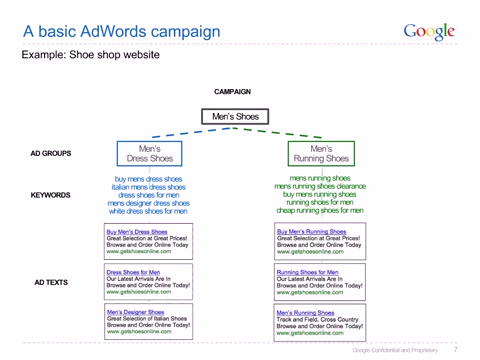 A basic AdWords campaign
Google
Example: Shoe shop website
CAMPAIGN
Men's Shoes
AD GROUPS
Men's
Dress Shoes
Men's
Running Shoes
KEYWORDS
buy mens dress shoes
italian mens dress shoes
dress shoes for men
mens designer dress shoes
white dress shoes for men
mens running shoes
mens running shoes clearance
buy mens running shoes
running shoes for men
cheap running shoes for men
AD TEXTS
Buy Men's Dress Shoes
Great Selection at Great Prices!
Browse and Order Online Today
www.getshoesonline.com
Dress Shoes for Men
Our Latest Arrivals Are In
Browse and Order Online Today!
www.getshoesonline.com
Men's Designer Shoes
Great Selection of Italian Shoes
Browse and Order Online Today!
www.getshoesonline.com
Buy Men's Running Shoes
Great Selection at Great Prices!
Browse and Order Online Today
www.getshoesonline.com
Running Shoes for Men
Our Latest Arrivals Are In
Browse and Order Online Today!
www.getshoesonline.com
Men's Running Shoes
Track and Field, Cross Country
Browse and Order Online Today!
www.getshoesonline.com
Google Confidential and Proprietary 7